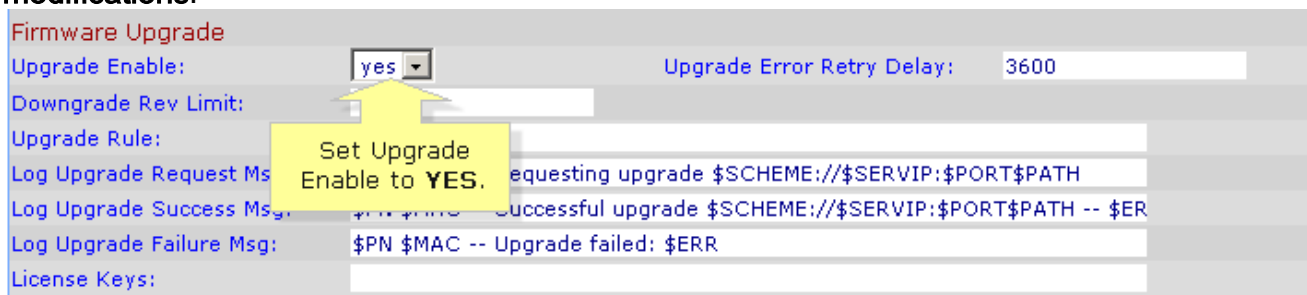 modifications.
Firmware Upgrade
Upgrade Enable: yes Upgrade Error Retry Delay: 3600
Downgrade Rev Limit:
Upgrade Rule:
Set Upgrade
Enable to YES.
Log Upgrade Request Ms equesting upgrade $SCHEME://$SERVIP:$PORT$PATH
Log Upgrade Success Msg: $PN $MAC -- Successful upgrade $SCHEME://$SERVIP:$PORT$PATH -- $ER
Log Upgrade Failure Msg: $PN $MAC -- Upgrade failed: $ERR
License Keys: